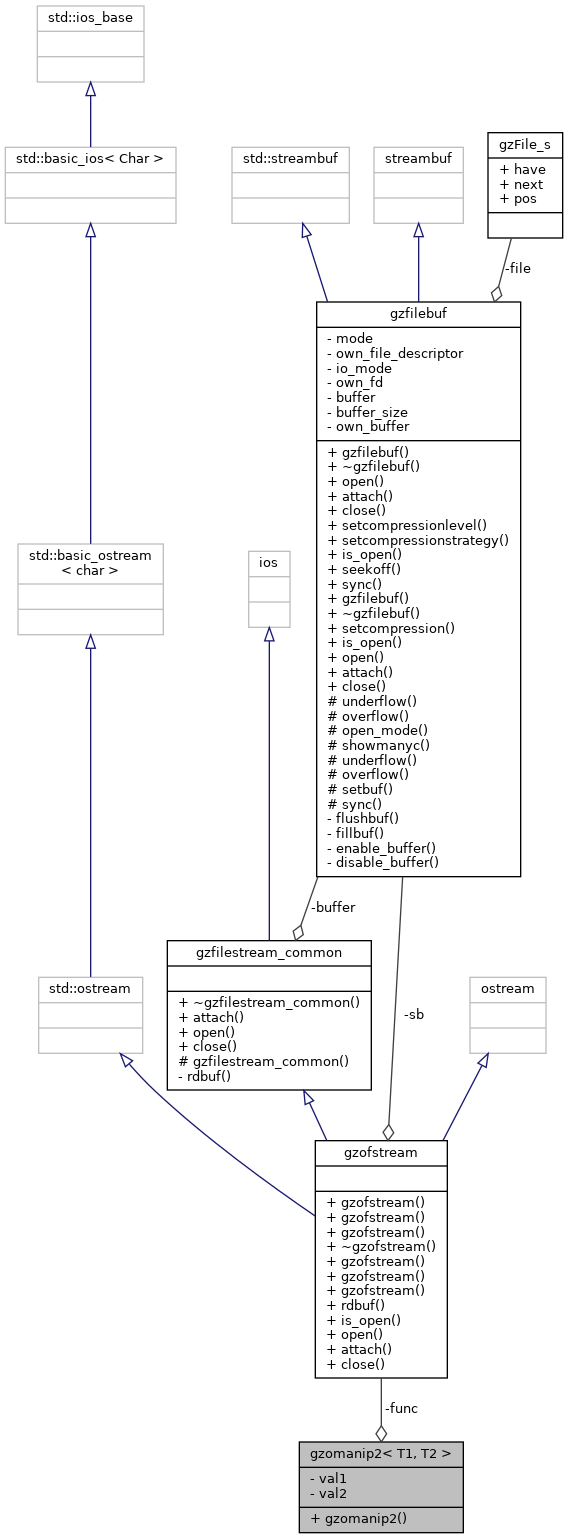 std::ios_base
std::basic_ios< Char >
std::streambuf
streambuf
gzFile_s
+ have
+ next
+ pos
-file
gzfilebuf
- mode
- own_file_descriptor
- io_mode
- own_fd
- buffer
- buffer_size
- own_buffer
+ gzfilebuf()
+ ~gzfilebuf()
+ open()
+ attach()
+ close()
+ setcompressionlevel()
+ setcompressionstrategy()
+ is_open()
+ seekoff()
+ sync()
+ gzfilebuf()
+ ~gzfilebuf()
+ setcompression()
+ is_open()
+ open()
+ attach()
+ close()
# underflow()
# overflow()
# open_mode()
# showmanyc()
# underflow()
# overflow()
# setbuf()
# sync()
- flushbuf()
- fillbuf()
- enable_buffer()
- disable_buffer()
std::basic_ostream
< char >
ios
-buffer
std::ostream
gzfilestream_common
+ ~gzfilestream_common()
+ attach()
+ open()
+ close()
# gzfilestream_common()
- rdbuf()
-sb
ostream
gzofstream
+ gzofstream()
+ gzofstream()
+ gzofstream()
+ ~gzofstream()
+ gzofstream()
+ gzofstream()
+ gzofstream()
+ rdbuf()
+ is_open()
+ open()
+ attach()
+ close()
-func
gzomanip2< T1, T2 >
- val1
- val2
+ gzomanip2()